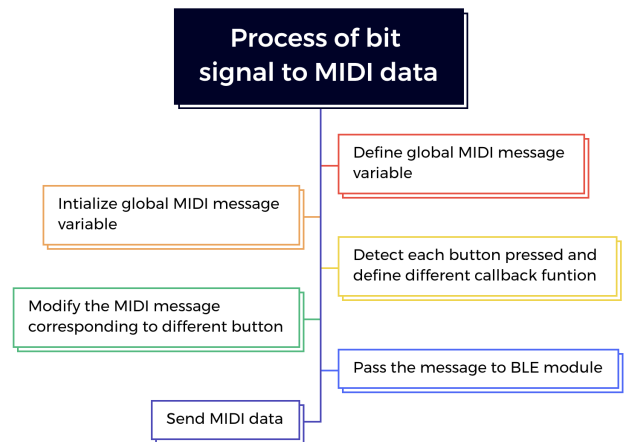 Process of bit
signal to MIDI data
Define global MIDI message
variable
Intialize global MIDI message
variable
Detect each button pressed and
define different callback funtion
Modify the MIDI message
corresponding to different button
Pass the message to BLE module
Send MIDI data